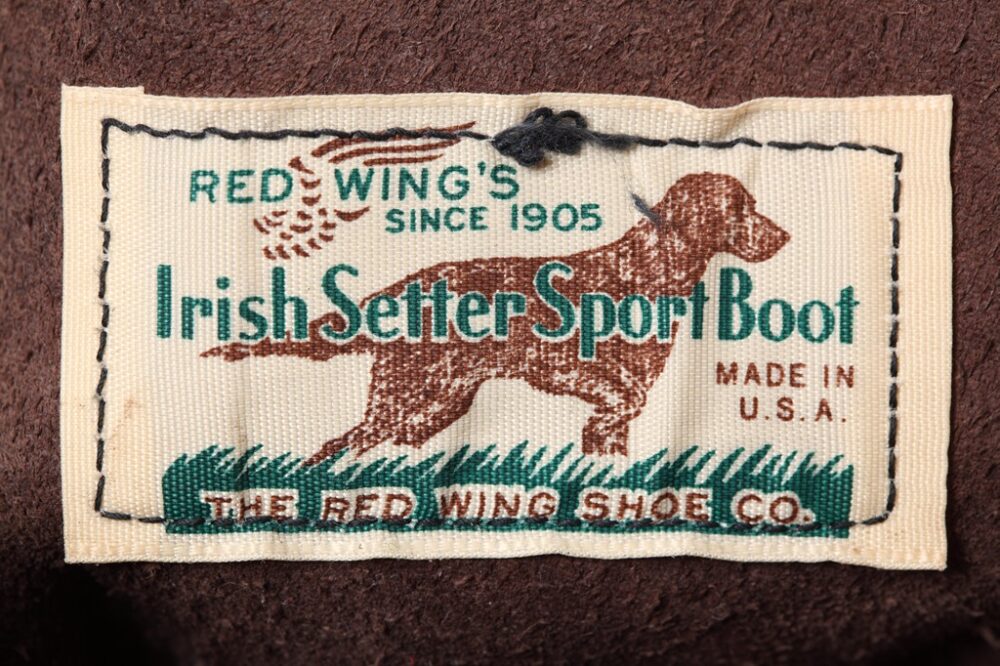 RED WING'S
SINCE 1905
Irish Setter Sport Boot
MADE IN
U.S.A.
THE RED WING SHOE CO.